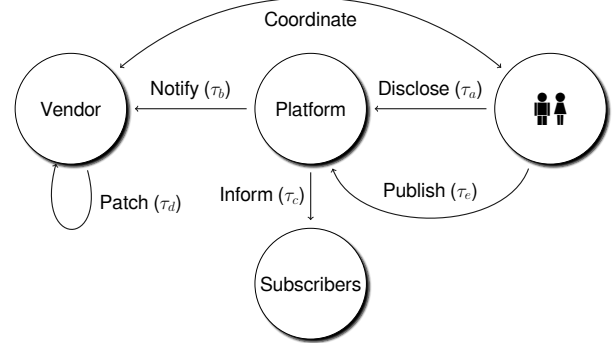 Coordinate
Notify (τb)
Disclose (τa)
Vendor
Platform
Patch (τd)
Inform (τc)
Publish (τe)
Subscribers